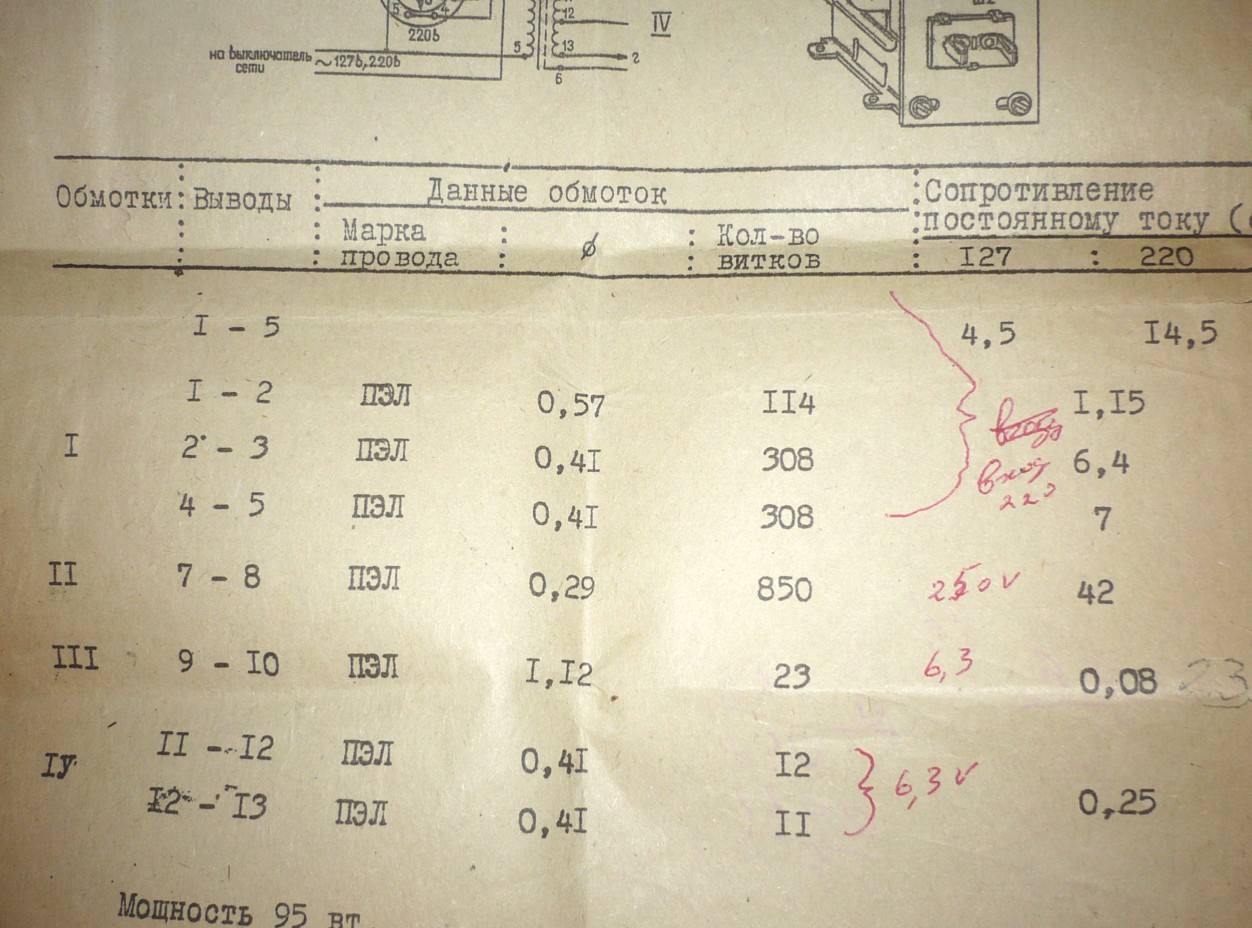 5 4
220в
12
IV
Ш2
на выключатель
сети
~127в,220в
5
13
2
6
Обмотки: Выводы : Данные обмоток : Сопротивление
постоянному току (
Марка
провода : ϕ : Кол-во
витков : I27 : 220
I - 5 4,5 I4,5
I - 2 ПЭЛ 0,57 II4 I,I5
I 2 - 3 ПЭЛ 0,4I 308 вход 6,4
220
4 - 5 ПЭЛ 0,4I 308 7
II 7 - 8 ПЭЛ 0,29 850 250v 42
III 9 - I0 ПЭЛ I,I2 23 6,3 0,08 23
IУ II - I2 ПЭЛ 0,4I I2 6,3v
I2 - I3 ПЭЛ 0,4I II 0,25
Мощность 95 вт